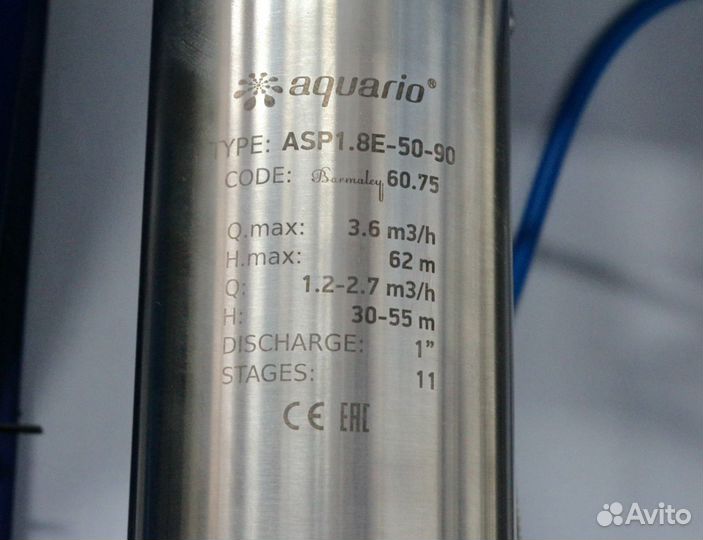 aquario®
TYPE: ASP1.8E-50-90
CODE: Barmaley 60.75
Q.max: 3.6 m3/h
H.max: 62 m
Q: 1.2-2.7 m3/h
H: 30-55 m
DISCHARGE: 1”
STAGES: 11
CE EAC
Avito